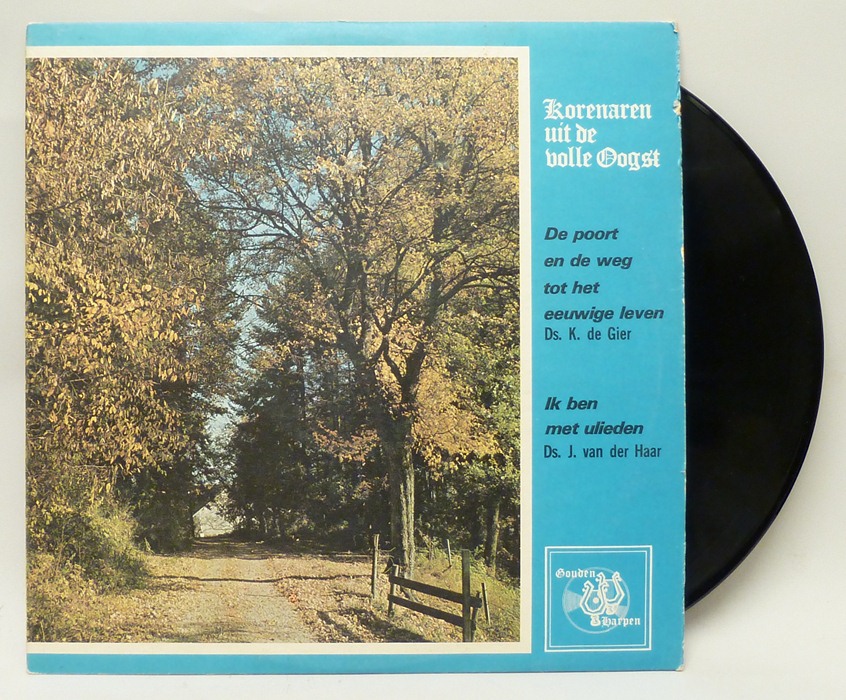 Korenaren
uit de
volle Oogst
De poort
en de weg
tot het
eeuwige leven
Ds. K. de Gier
Ik ben
met ulieden
Ds. J. van der Haar
Gouden
Harpen